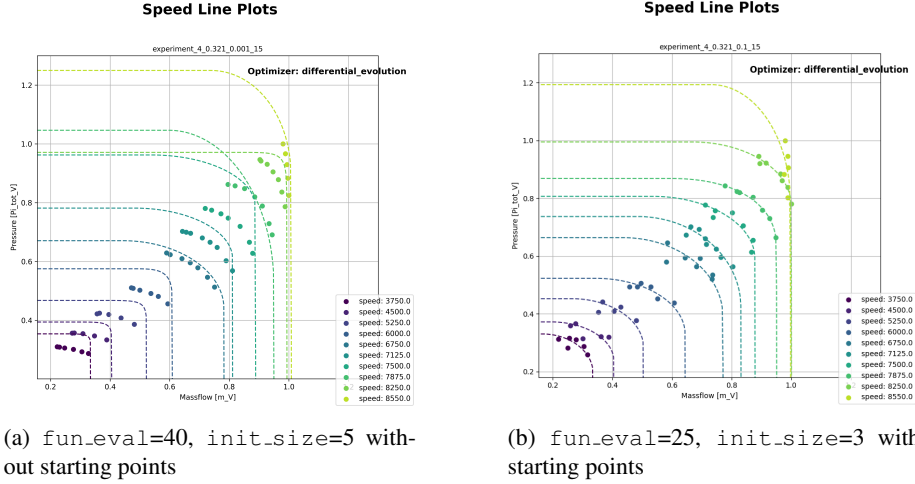 Speed Line Plots
experiment_4_0.321_0.001_15
Optimizer: differential_evolution
Pressure [Pi_tot_V]
1.2
1.0
0.8
0.6
0.4
0.2
0.4
0.6
0.8
1.0
Massflow [m_V]
speed: 3750.0
speed: 4500.0
speed: 5250.0
speed: 6000.0
speed: 6750.0
speed: 7125.0
speed: 7500.0
speed: 7875.0
speed: 8250.0
speed: 8550.0
(a) fun_eval=40, init_size=5 with-
out starting points
Speed Line Plots
experiment_4_0.321_0.1_15
Optimizer: differential_evolution
Pressure [Pi_tot_V]
1.2
1.0
0.8
0.6
0.4
0.2
0.2
0.4
0.6
0.8
1.0
Massflow [m_V]
speed: 3750.0
speed: 4500.0
speed: 5250.0
speed: 6000.0
speed: 6750.0
speed: 7125.0
speed: 7500.0
speed: 7875.0
speed: 8250.0
speed: 8550.0
(b) fun_eval=25, init_size=3 with
starting points